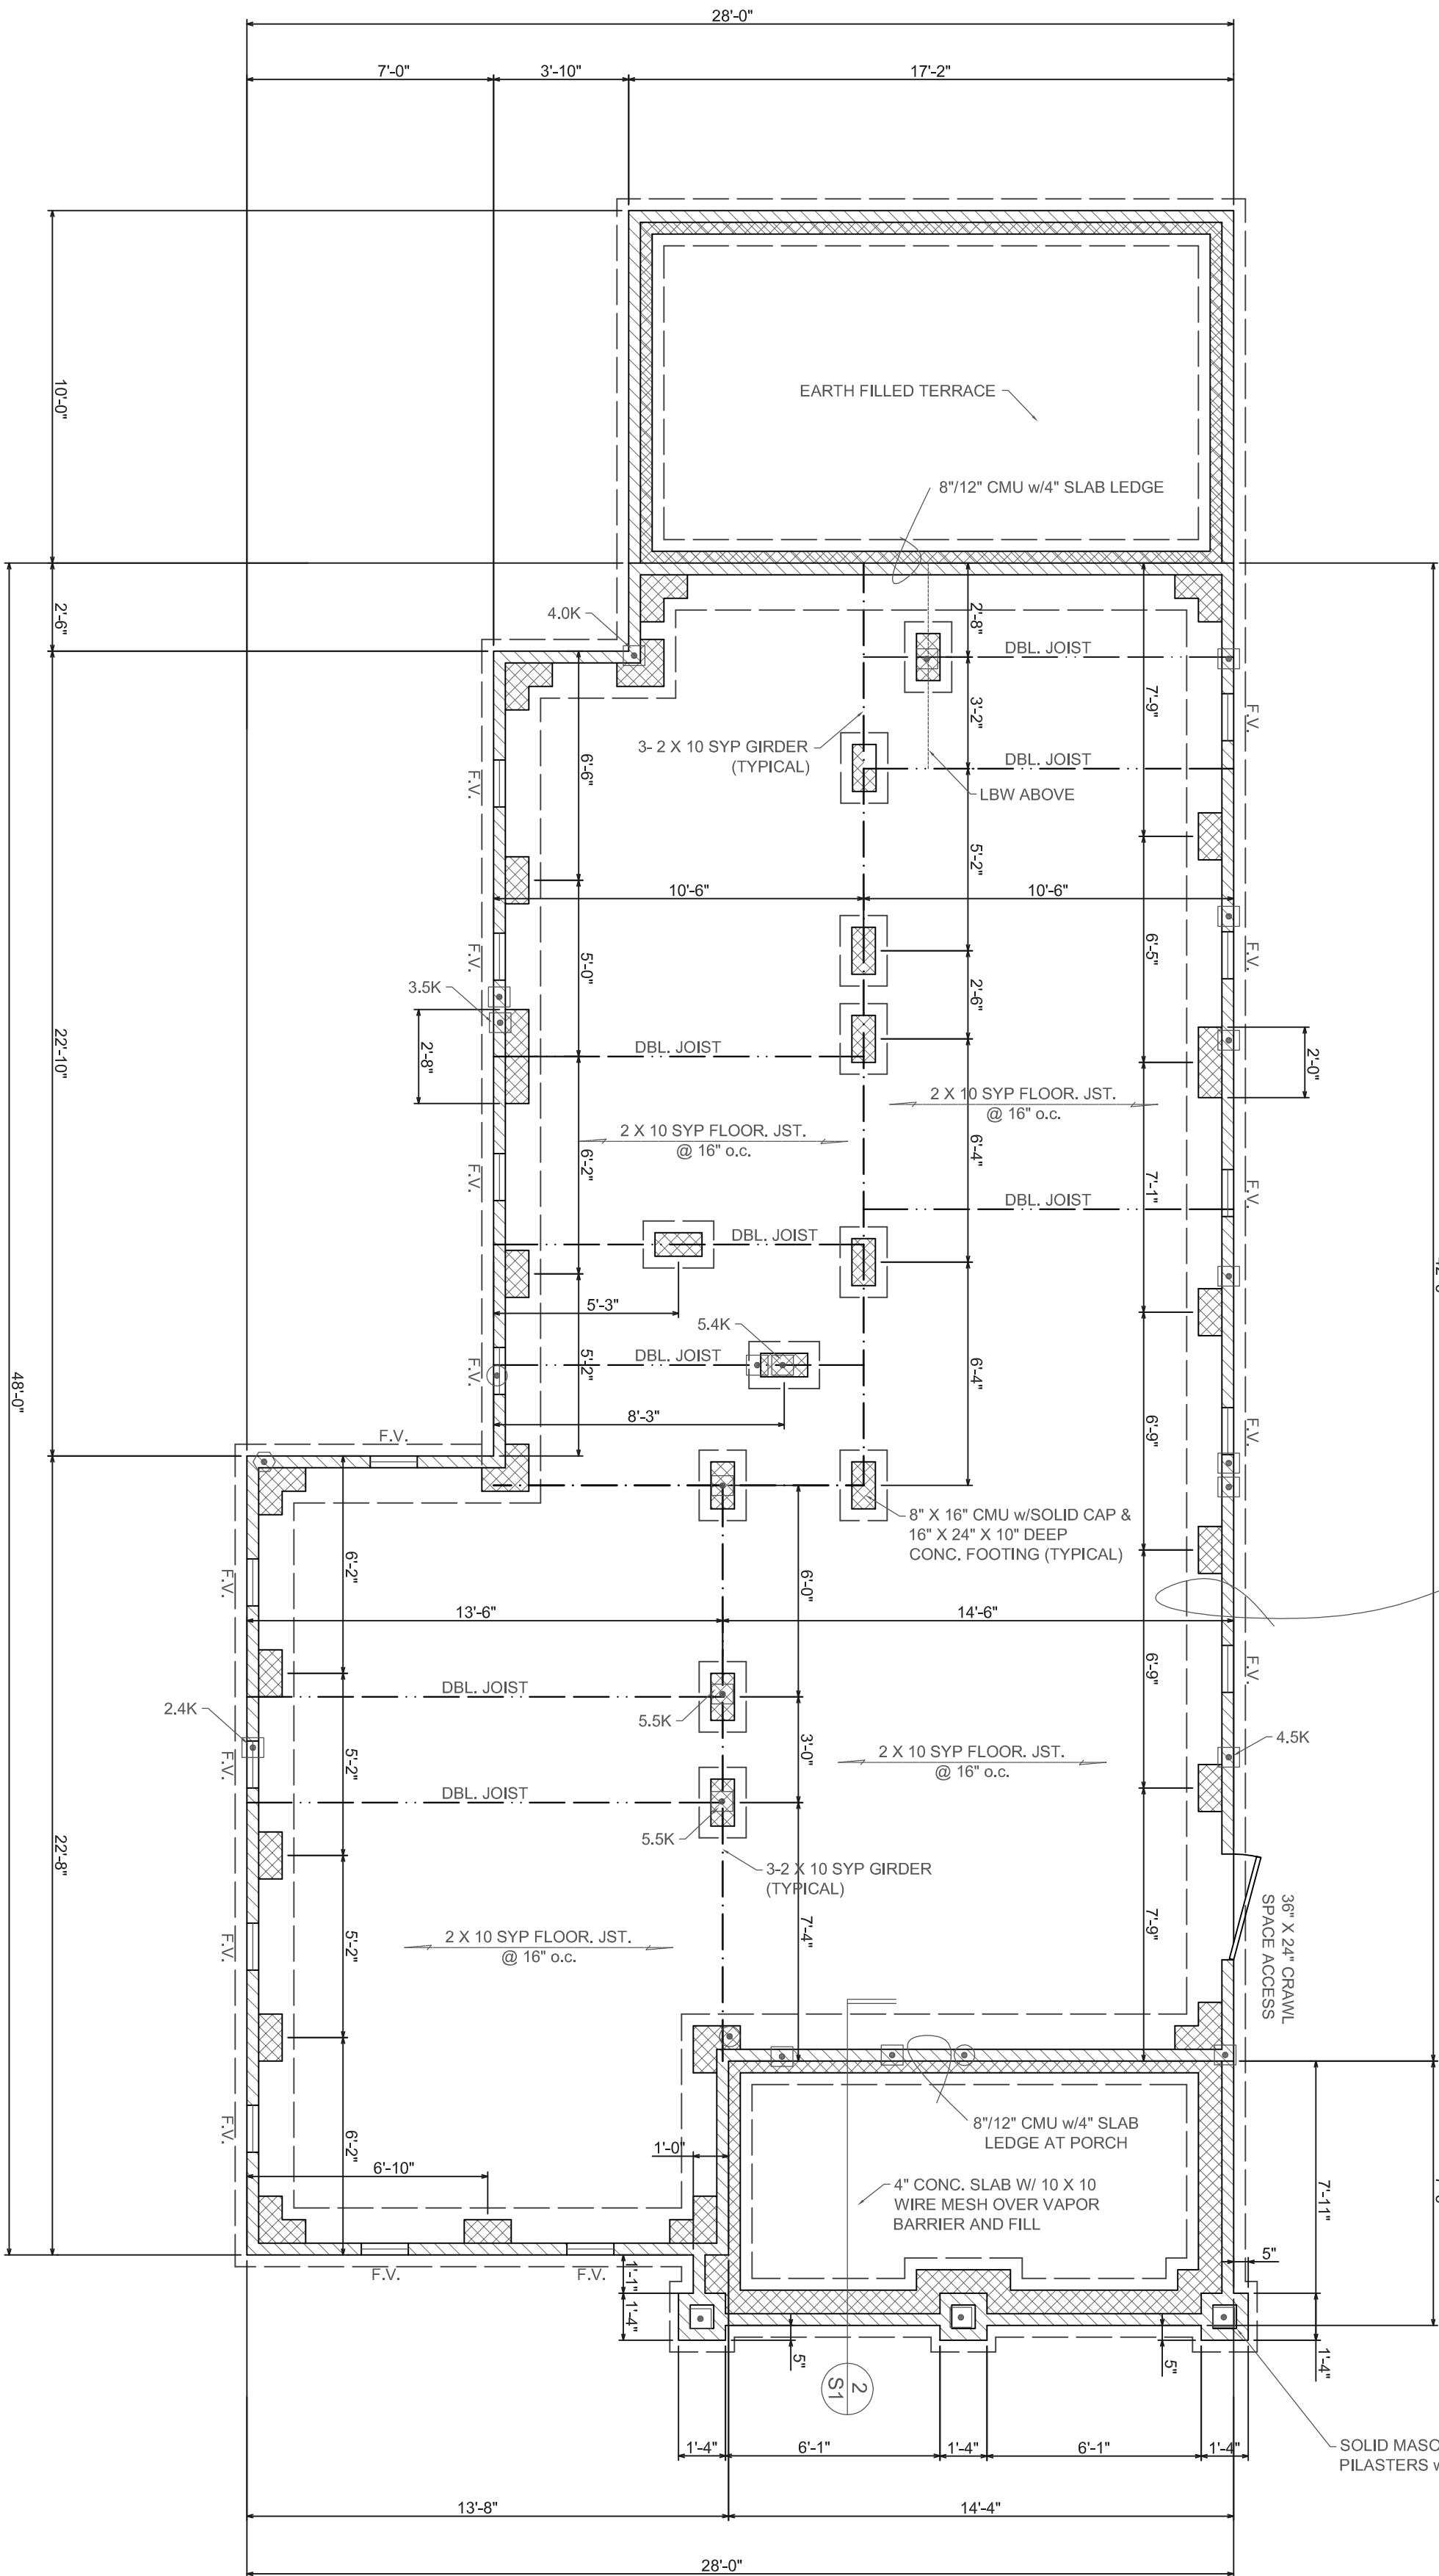 28'-0"
7'-0"
3'-10"
17'-2"
10'-0"
EARTH FILLED TERRACE
8"/12" CMU w/4" SLAB LEDGE
2'-6"
4.0K
2'-8"
DBL. JOIST
7'-9"
F.V.
3'-2"
3- 2 X 10 SYP GIRDER
(TYPICAL)
DBL. JOIST
LBW ABOVE
6'-6"
F.V.
5'-2"
10'-6"
10'-6"
6'-5"
F.V.
F.V.
5'-0"
2'-6"
3.5K
2'-8"
22'-10"
DBL. JOIST
2'-0"
2 X 10 SYP FLOOR. JST.
@ 16" o.c.
2 X 10 SYP FLOOR. JST.
@ 16" o.c.
6'-4"
6'-2"
7'-1"
F.V.
F.V.
DBL. JOIST
DBL. JOIST
5'-3"
5.4K
DBL. JOIST
5'-2"
F.V.
6'-4"
6'-9"
F.V.
8'-3"
48'-0"
F.V.
8" X 16" CMU w/SOLID CAP &
16" X 24" X 10" DEEP
CONC. FOOTING (TYPICAL)
6'-2"
F.V.
6'-0"
13'-6"
14'-6"
6'-9"
F.V.
DBL. JOIST
2.4K
5.5K
3'-0"
4.5K
5'-2"
F.V.
2 X 10 SYP FLOOR. JST.
@ 16" o.c.
DBL. JOIST
5.5K
3-2 X 10 SYP GIRDER
(TYPICAL)
22'-8"
7'-4"
7'-9"
36" X 24" CRAWL
SPACE ACCESS
2 X 10 SYP FLOOR. JST.
@ 16" o.c.
5'-2"
F.V.
8"/12" CMU w/4" SLAB
LEDGE AT PORCH
F.V.
6'-2"
1'-0"
6'-10"
4" CONC. SLAB W/ 10 X 10
WIRE MESH OVER VAPOR
BARRIER AND FILL
7'-11"
5"
F.V.
F.V.
1'-1"
1'-4"
5"
5"
1'-4"
2
S1
SOLID MASO
PILASTERS w
1'-4"
6'-1"
1'-4"
6'-1"
1'-4"
13'-8"
14'-4"
28'-0"